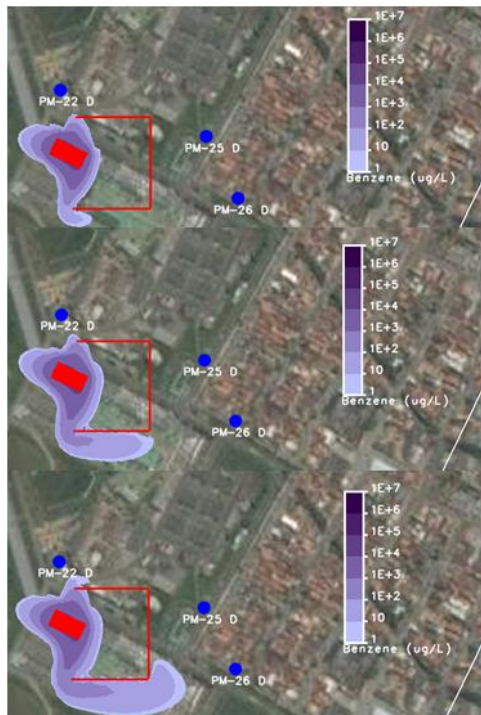 1E+7
1E+6
1E+5
1E+4
1E+3
1E+2
10
1
Benzene (ug/L)
PM-22 D
PM-25 D
PM-26 D
1E+7
1E+6
1E+5
1E+4
1E+3
1E+2
10
1
Benzene (ug/L)
PM-22 D
PM-25 D
PM-26 D
1E+7
1E+6
1E+5
1E+4
1E+3
1E+2
10
1
Benzene (ug/L)
PM-22 D
PM-25 D
PM-26 D